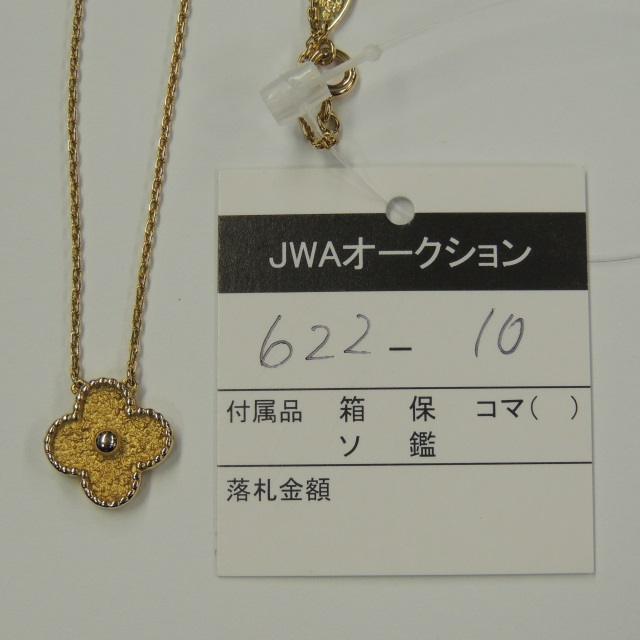 JWAオークション
622-10
付属品 箱 保 コマ( )
ソ 鑑
落札金額